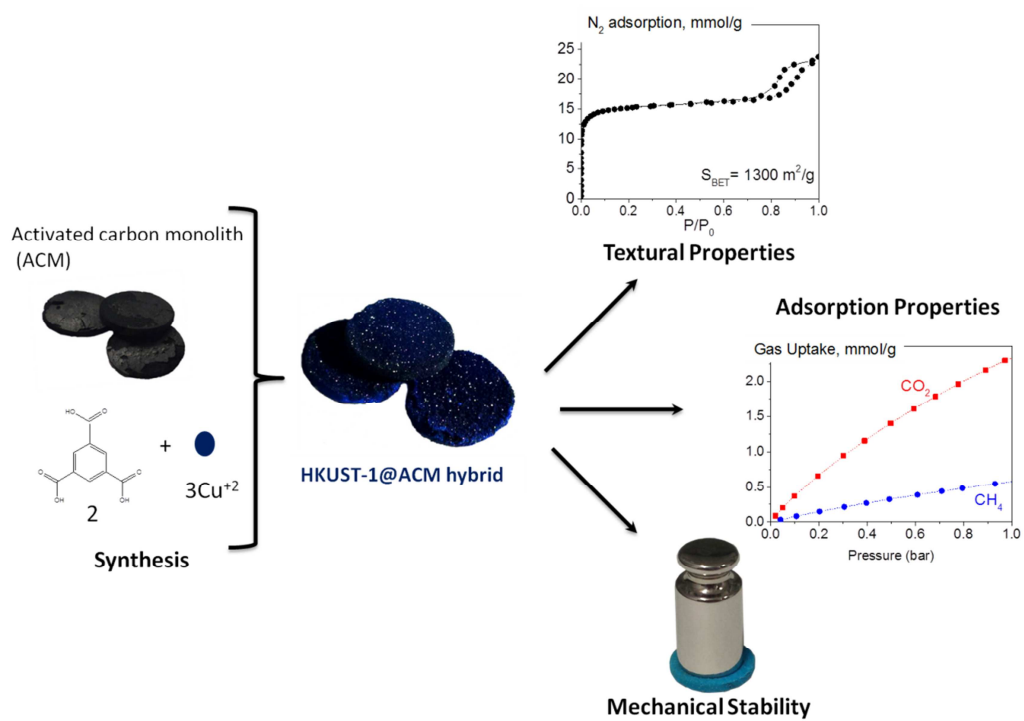 N2 adsorption, mmol/g
25
20
15
10
5
0
SBET= 1300 m2/g
0.0 0.2 0.4 0.6 0.8 1.0
P/P0
Textural Properties
Activated carbon monolith
(ACM)
HO
O
O
OH
O
OH
2
+
3Cu+2
Synthesis
HKUST-1@ACM hybrid
Adsorption Properties
Gas Uptake, mmol/g
2.0
1.5
1.0
0.5
0.0
CO2
CH4
0.0 0.2 0.4 0.6 0.8 1.0
Pressure (bar)
Mechanical Stability